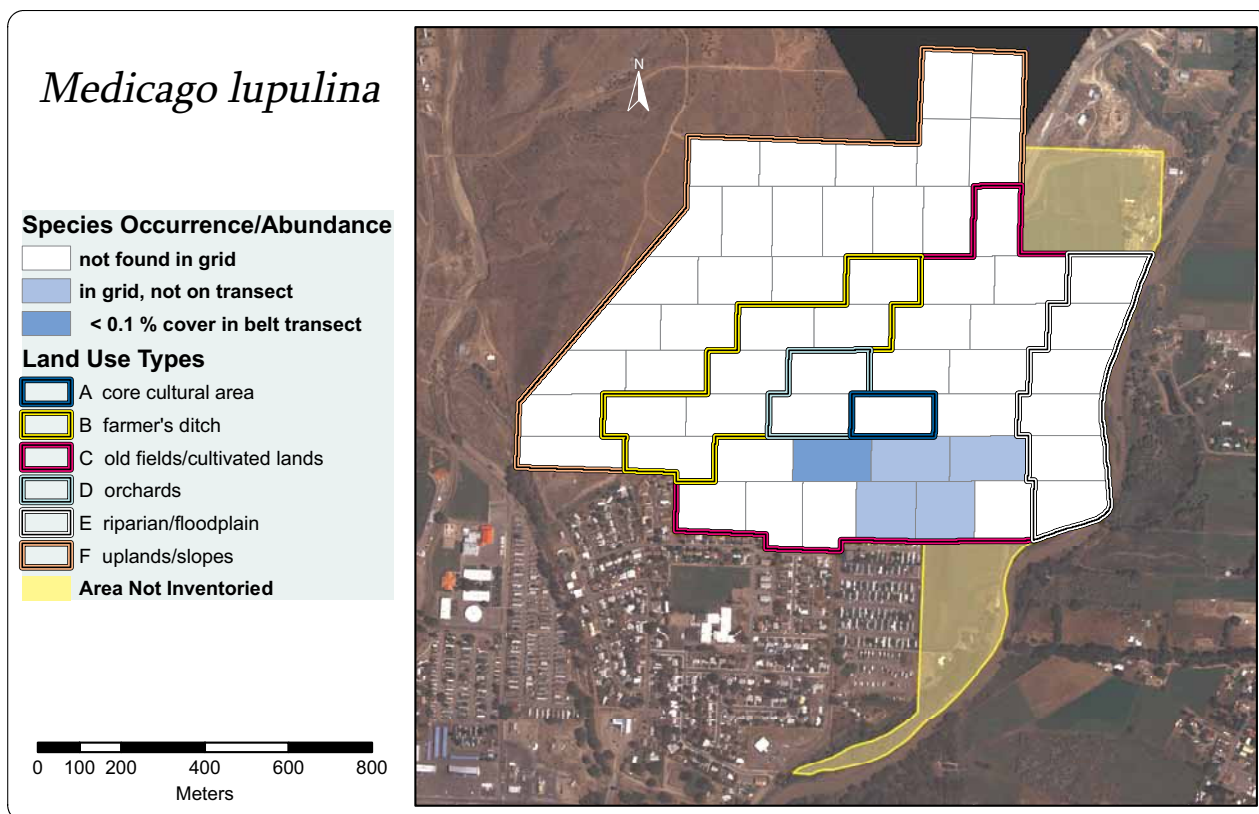 Medicago lupulina
Species Occurrence/Abundance
not found in grid
in grid, not on transect
< 0.1 % cover in belt transect
Land Use Types
A core cultural area
B farmer's ditch
C old fields/cultivated lands
D orchards
E riparian/floodplain
F uplands/slopes
Area Not Inventoried
0 100 200 400 600 800
Meters
N